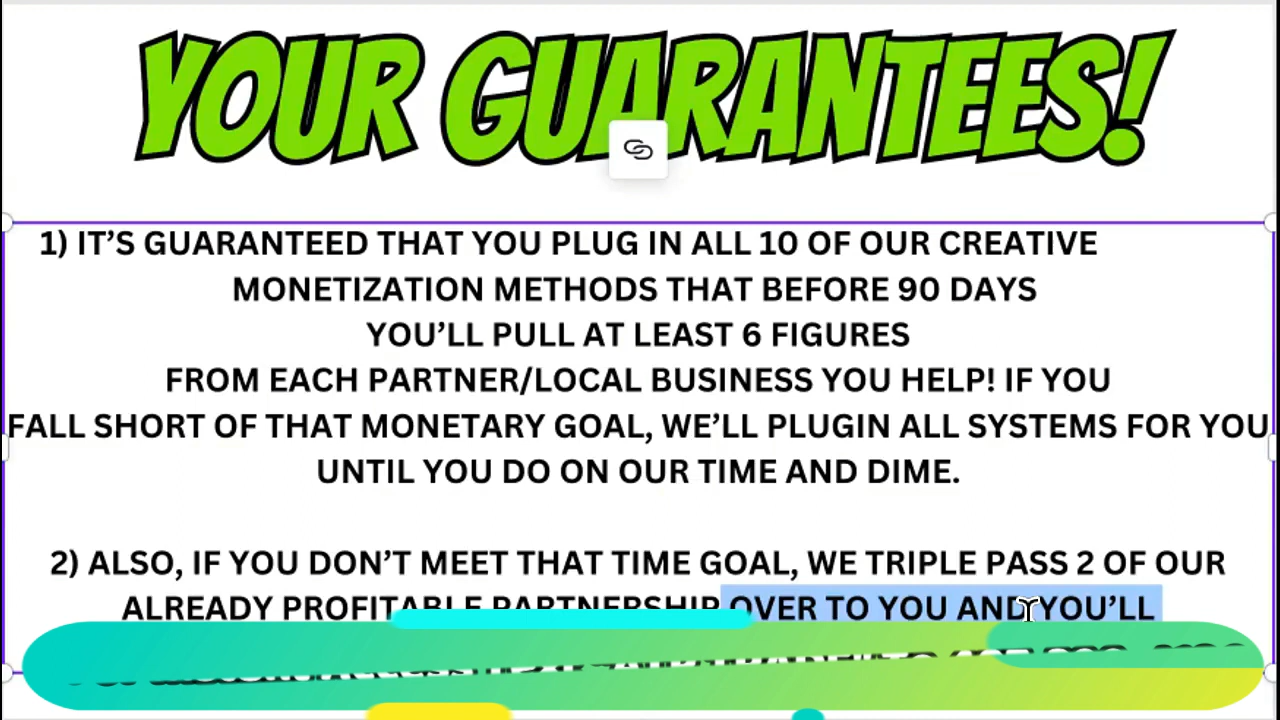 YOUR GUARANTEES!
1) IT’S GUARANTEED THAT YOU PLUG IN ALL 10 OF OUR CREATIVE
MONETIZATION METHODS THAT BEFORE 90 DAYS
YOU’LL PULL AT LEAST 6 FIGURES
FROM EACH PARTNER/LOCAL BUSINESS YOU HELP! IF YOU
FALL SHORT OF THAT MONETARY GOAL, WE’LL PLUGIN ALL SYSTEMS FOR YOU
UNTIL YOU DO ON OUR TIME AND DIME.
2) ALSO, IF YOU DON’T MEET THAT TIME GOAL, WE TRIPLE PASS 2 OF OUR
ALREADY PROFITABLE PARTNERSHIP OVER TO YOU AND YOU’LL